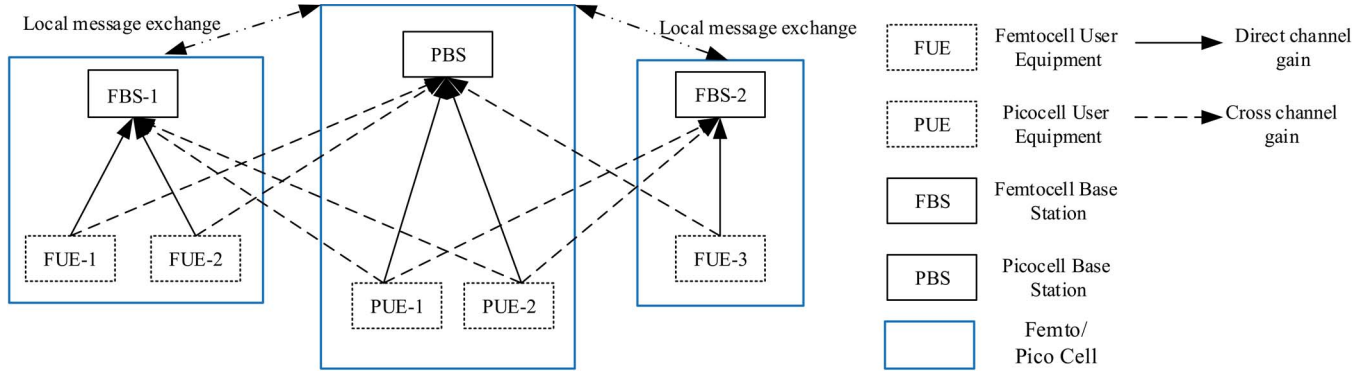 Local message exchange
PBS
Local message exchange
FBS-1
FBS-2
FUE-1
FUE-2
PUE-1
PUE-2
FUE-3
FUE
Femtocell User
Equipment
Direct channel
gain
PUE
Picocell User
Equipment
Cross channel
gain
FBS
Femtocell Base
Station
PBS
Picocell Base
Station
Femto/
Pico Cell